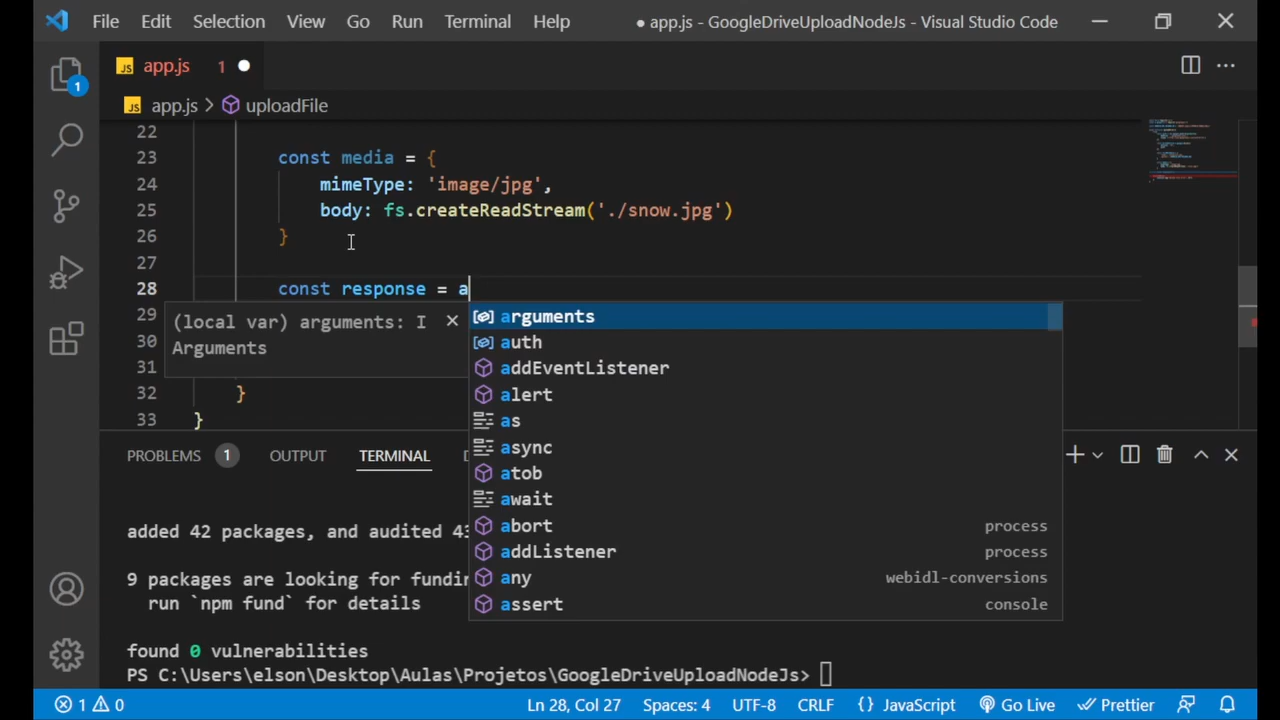 File Edit Selection View Go Run Terminal Help ● app.js - GoogleDriveUploadNodeJs - Visual Studio Code
JS app.js 1
JS app.js > uploadFile
22
23 const media = {
24 mimeType: 'image/jpg',
25 body: fs.createReadStream('./snow.jpg')
26 }
27
28 const response = a
29
30
31
32 }
33 }
(local var) arguments: I
Arguments
arguments
auth
addEventListener
alert
as
async
atob
await
abort process
addListener process
any webidl-conversions
assert console
1
PROBLEMS 1 OUTPUT TERMINAL
added 42 packages, and audited 43
9 packages are looking for fundin
run `npm fund` for details
found 0 vulnerabilities
PS C:\Users\elson\Desktop\Aulas\Projetos\GoogleDriveUploadNodeJs>
1 0 Ln 28, Col 27 Spaces: 4 UTF-8 CRLF {} JavaScript Go Live Prettier